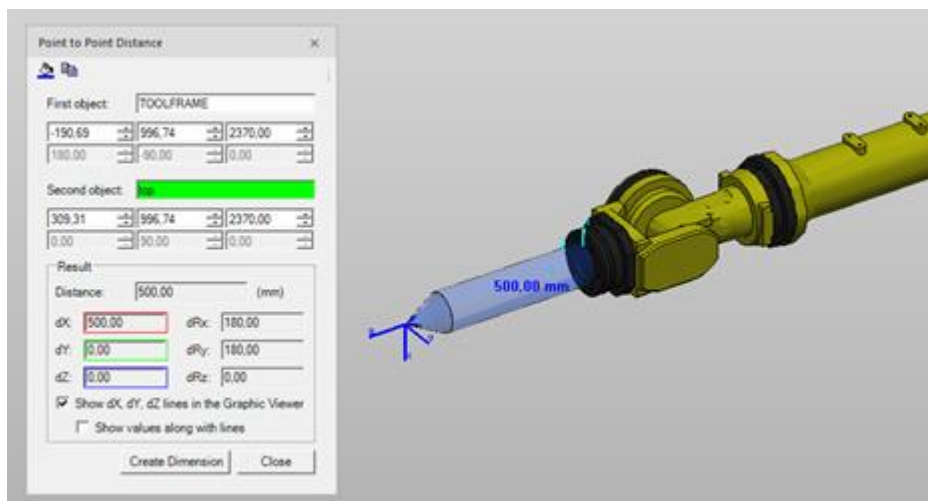 Point to Point Distance
First object: TOOLFRAME
-190,69 996,74 2370,00
180,00 -90,00 0,00
Second object: top
309,31 996,74 2370,00
0,00 90,00 0,00
Result
Distance: 500,00 (mm)
dX: 500,00 dRx: 180,00
dY: 0,00 dRy: 180,00
dZ: 0,00 dRz: 0,00
Show dX, dY, dZ lines in the Graphic Viewer
Show values along with lines
Create Dimension Close
500,00 mm